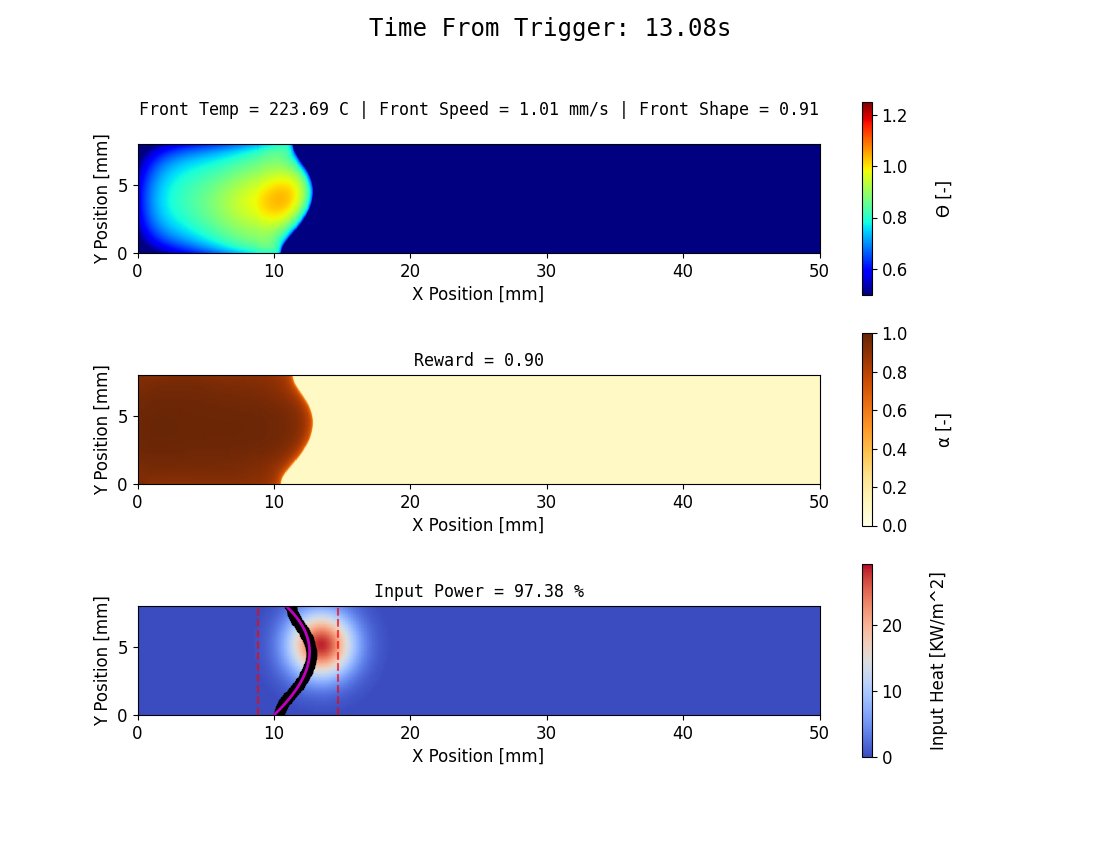 Time From Trigger: 13.08s
Front Temp = 223.69 C | Front Speed = 1.01 mm/s | Front Shape = 0.91
Y Position [mm]
5
0
0 10 20 30 40 50
X Position [mm]
1.2
1.0
0.8
0.6
Θ [-]
Reward = 0.90
Y Position [mm]
5
0
0 10 20 30 40 50
X Position [mm]
1.0
0.8
0.6
0.4
0.2
0.0
α [-]
Input Power = 97.38 %
Y Position [mm]
5
0
0 10 20 30 40 50
X Position [mm]
20
10
0
Input Heat [KW/m^2]